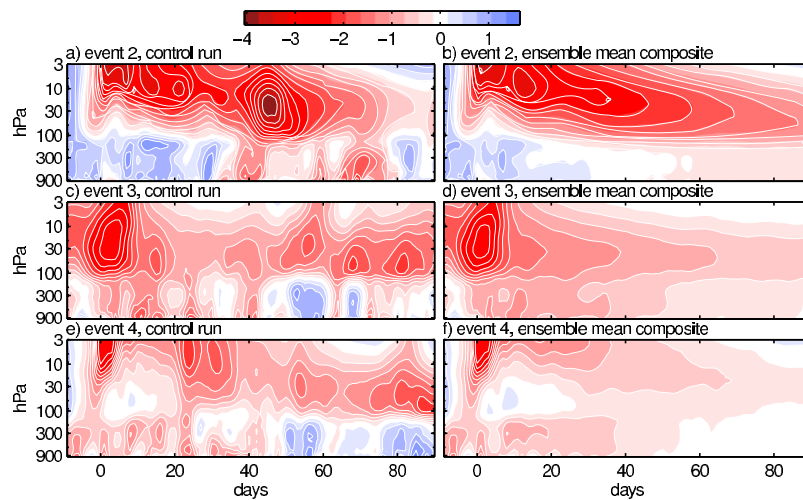 −4 −3 −2 −1 0 1
a) event 2, control run
b) event 2, ensemble mean composite
3
10
30
100
300
900
hPa
c) event 3, control run
d) event 3, ensemble mean composite
3
10
30
100
300
900
hPa
e) event 4, control run
f) event 4, ensemble mean composite
3
10
30
100
300
900
hPa
0 20 40 60 80
0 20 40 60 80
days
days